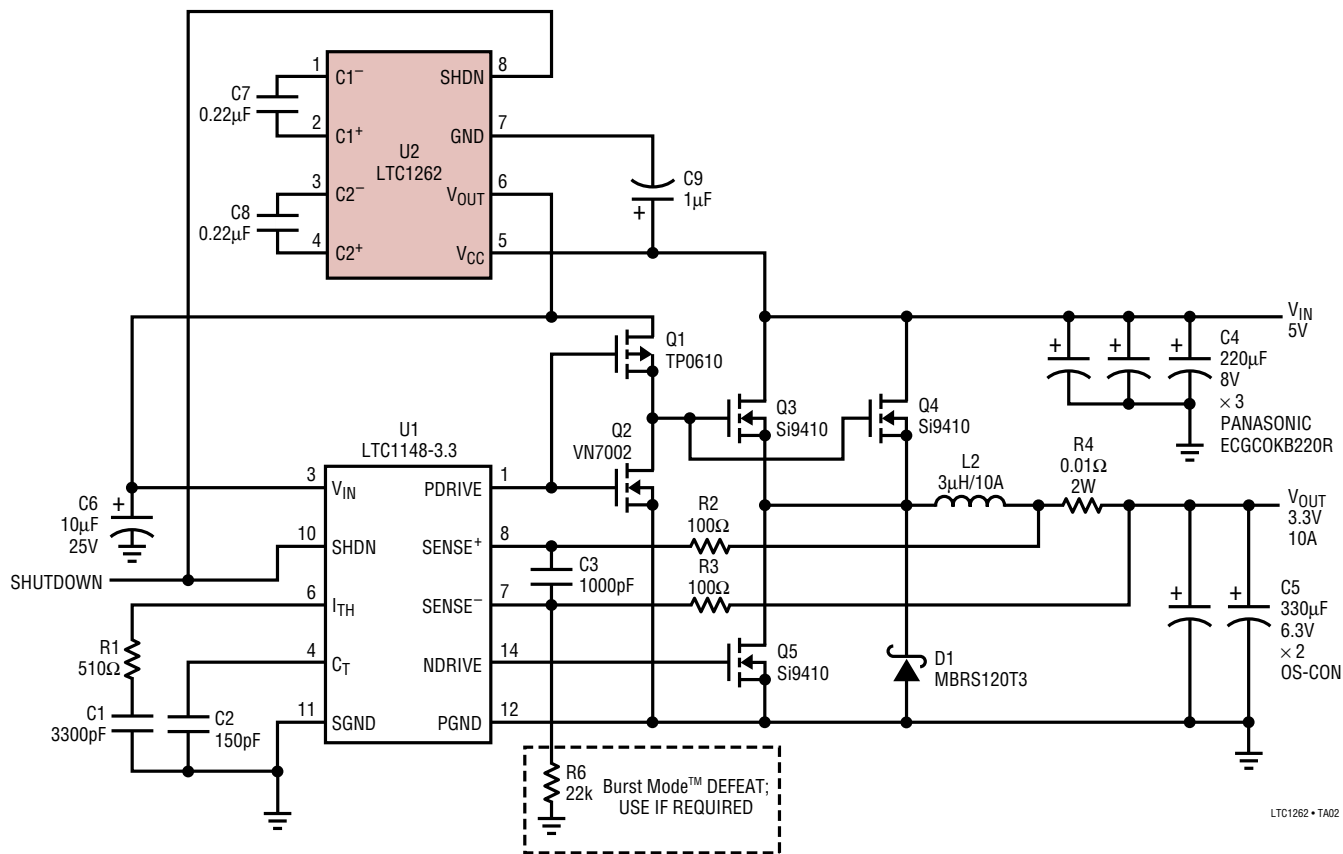 1
C1−
SHDN
8
C7
0.22µF
2
C1+
GND
7
U2
LTC1262
3
C2−
VOUT
6
C9
1µF
+
C8
0.22µF
4
C2+
VCC
5
VIN
5V
Q1
TP0610
+
+
+
C4
220µF
8V
× 3
PANASONIC
ECGCOKB220R
Q3
Si9410
Q4
Si9410
U1
LTC1148-3.3
Q2
VN7002
L2
3µH/10A
R4
0.01Ω
2W
3
VIN
PDRIVE
1
C6
10µF
25V
+
R2
100Ω
VOUT
3.3V
10A
10
SHDN
SENSE+
8
SHUTDOWN
C3
1000pF
R3
100Ω
6
ITH
SENSE−
7
+
+
C5
330µF
6.3V
× 2
OS-CON
R1
510Ω
4
CT
NDRIVE
14
Q5
Si9410
D1
MBRS120T3
C1
3300pF
C2
150pF
11
SGND
PGND
12
R6
22k
Burst Mode™ DEFEAT;
USE IF REQUIRED
LTC1262 • TA02